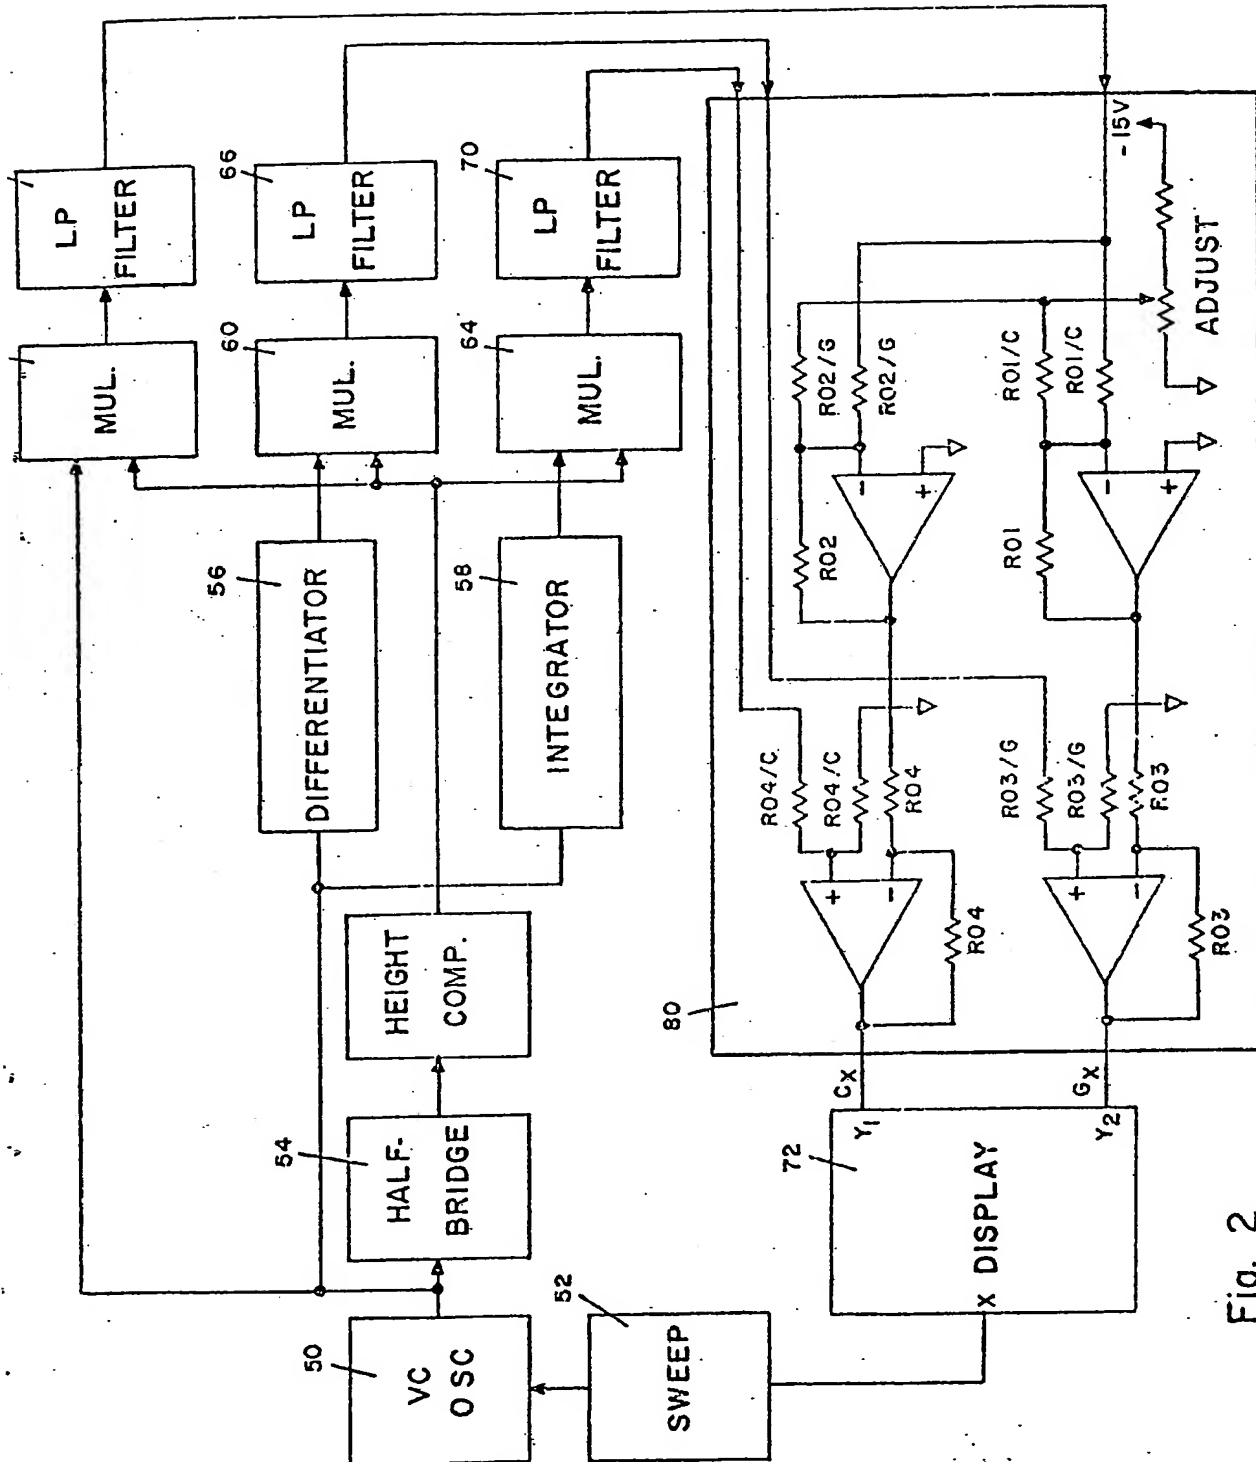 LP
FILTER
MUL.
66
LP
FILTER
60
MUL.
70
LP
FILTER
64
MUL.
56
DIFFERENTIATOR
58
INTEGRATOR
HEIGHT
COMP.
54
HALF-
BRIDGE
50
VC
OSC
52
SWEEP
72
X DISPLAY
Y1
Y2
CX
GX
80
-15V
ADJUST
R02/G
R02/G
R01/C
R01/C
R02
R01
R04/C
R04/C
R04
R03/G
R03/G
R03
R04
R03
+
-
+
-
-
+
-
+
Fig. 2